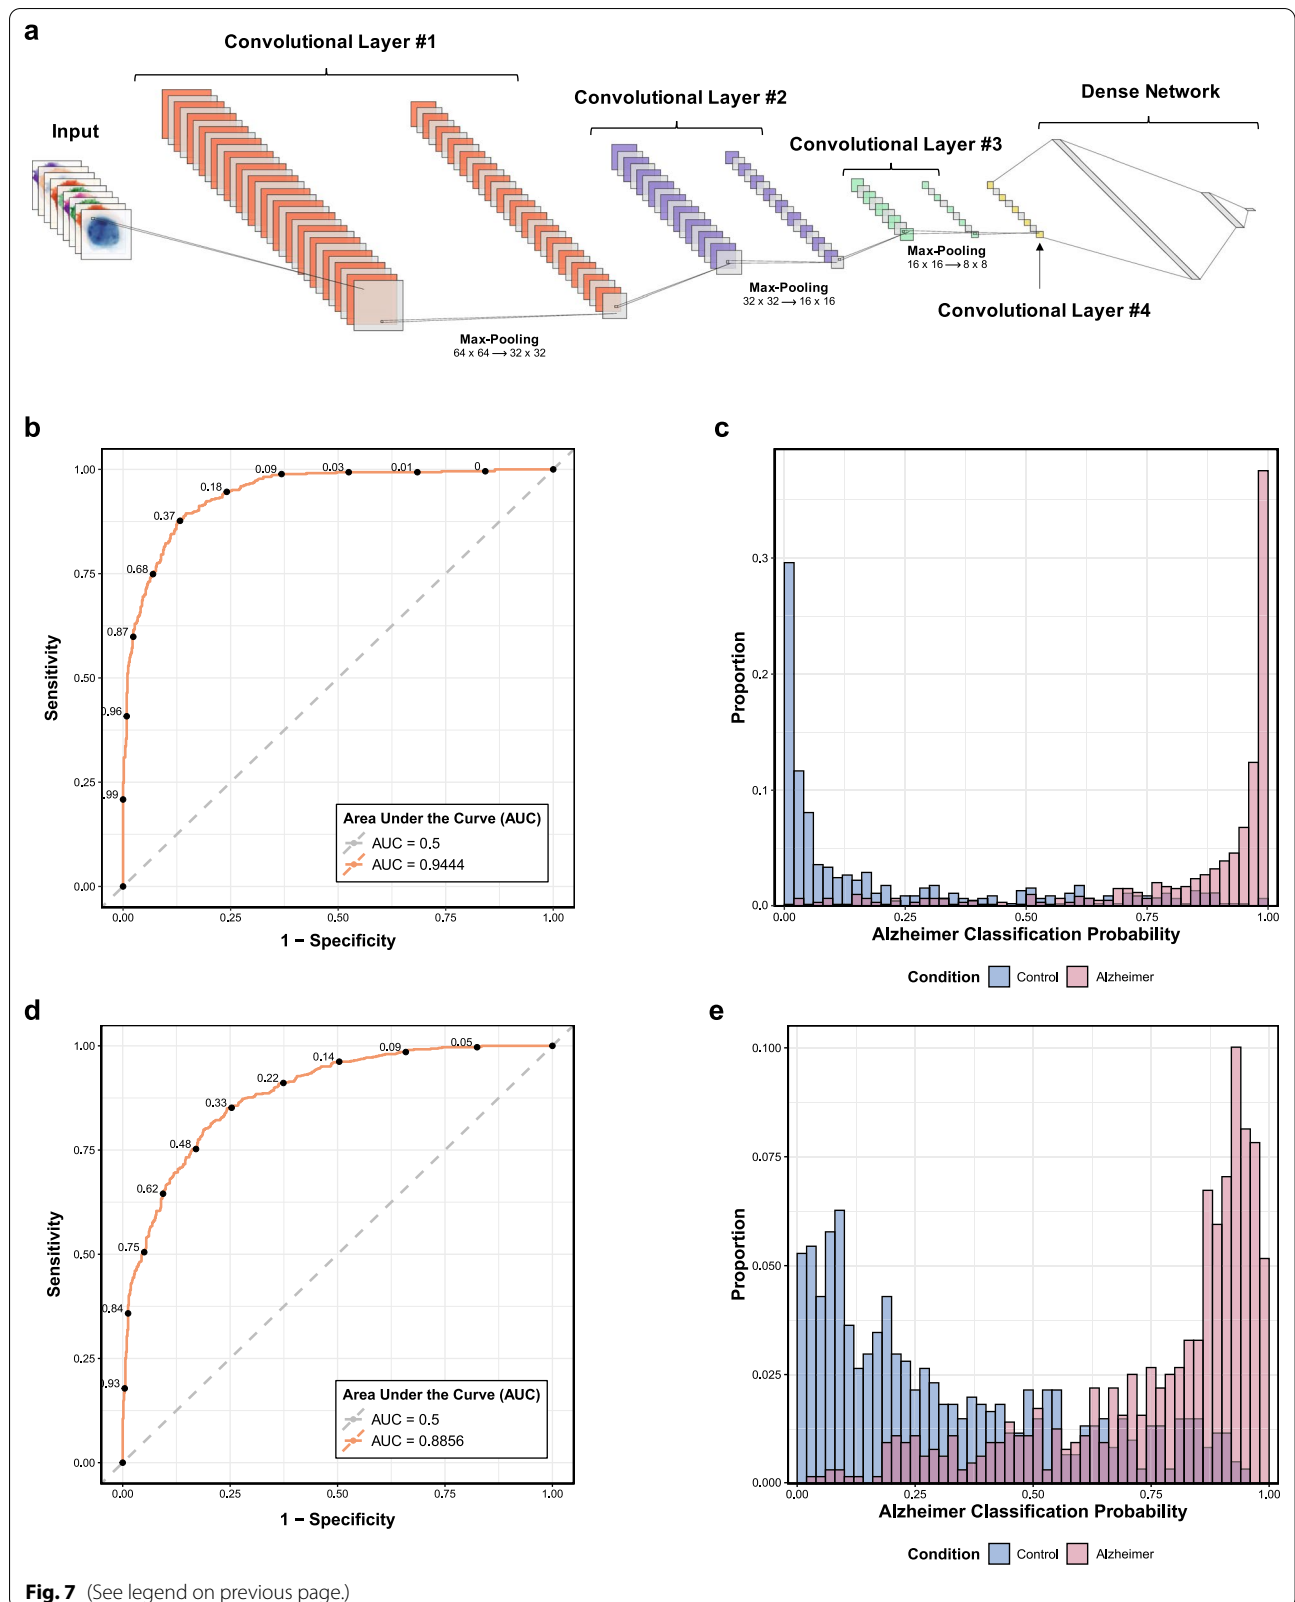 a
Convolutional Layer #1
Convolutional Layer #2
Dense Network
Input
Convolutional Layer #3
Max-Pooling
16 x 16 → 8 x 8
Max-Pooling
32 x 32 → 16 x 16
Convolutional Layer #4
Max-Pooling
64 x 64 → 32 x 32
b
1.00
0.75
0.50
0.25
0.00
Sensitivity
0.09
0.03
0.01
0
0.18
0.37
0.68
0.87
0.96
.99
Area Under the Curve (AUC)
AUC = 0.5
AUC = 0.9444
0.00 0.25 0.50 0.75 1.00
1 − Specificity
c
0.3
0.2
0.1
0.0
Proportion
0.00 0.25 0.50 0.75 1.00
Alzheimer Classification Probability
Condition Control Alzheimer
d
1.00
0.75
0.50
0.25
0.00
Sensitivity
0.05
0.09
0.14
0.22
0.33
0.48
0.62
0.75
0.84
0.93
Area Under the Curve (AUC)
AUC = 0.5
AUC = 0.8856
0.00 0.25 0.50 0.75 1.00
1 − Specificity
e
0.100
0.075
0.050
0.025
0.000
Proportion
0.00 0.25 0.50 0.75 1.00
Alzheimer Classification Probability
Condition Control Alzheimer
Fig. 7 (See legend on previous page.)